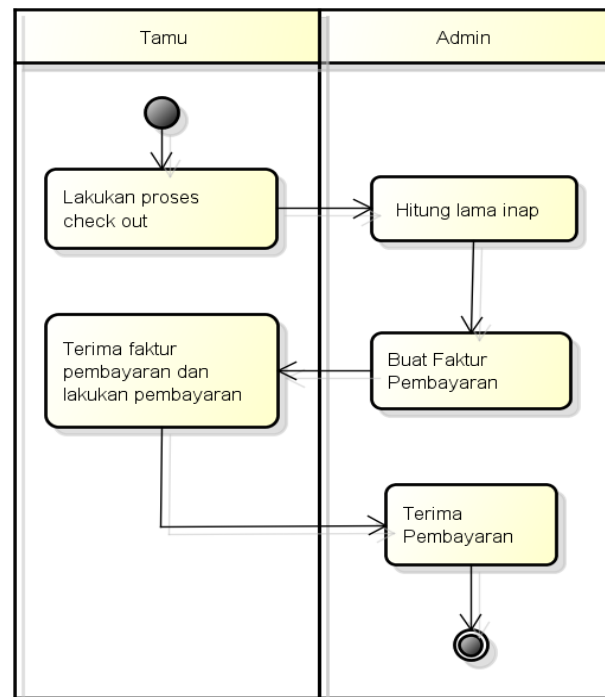 Tamu
Admin
Lakukan proses
check out
Hitung lama inap
Terima faktur
pembayaran dan
lakukan pembayaran
Buat Faktur
Pembayaran
Terima
Pembayaran